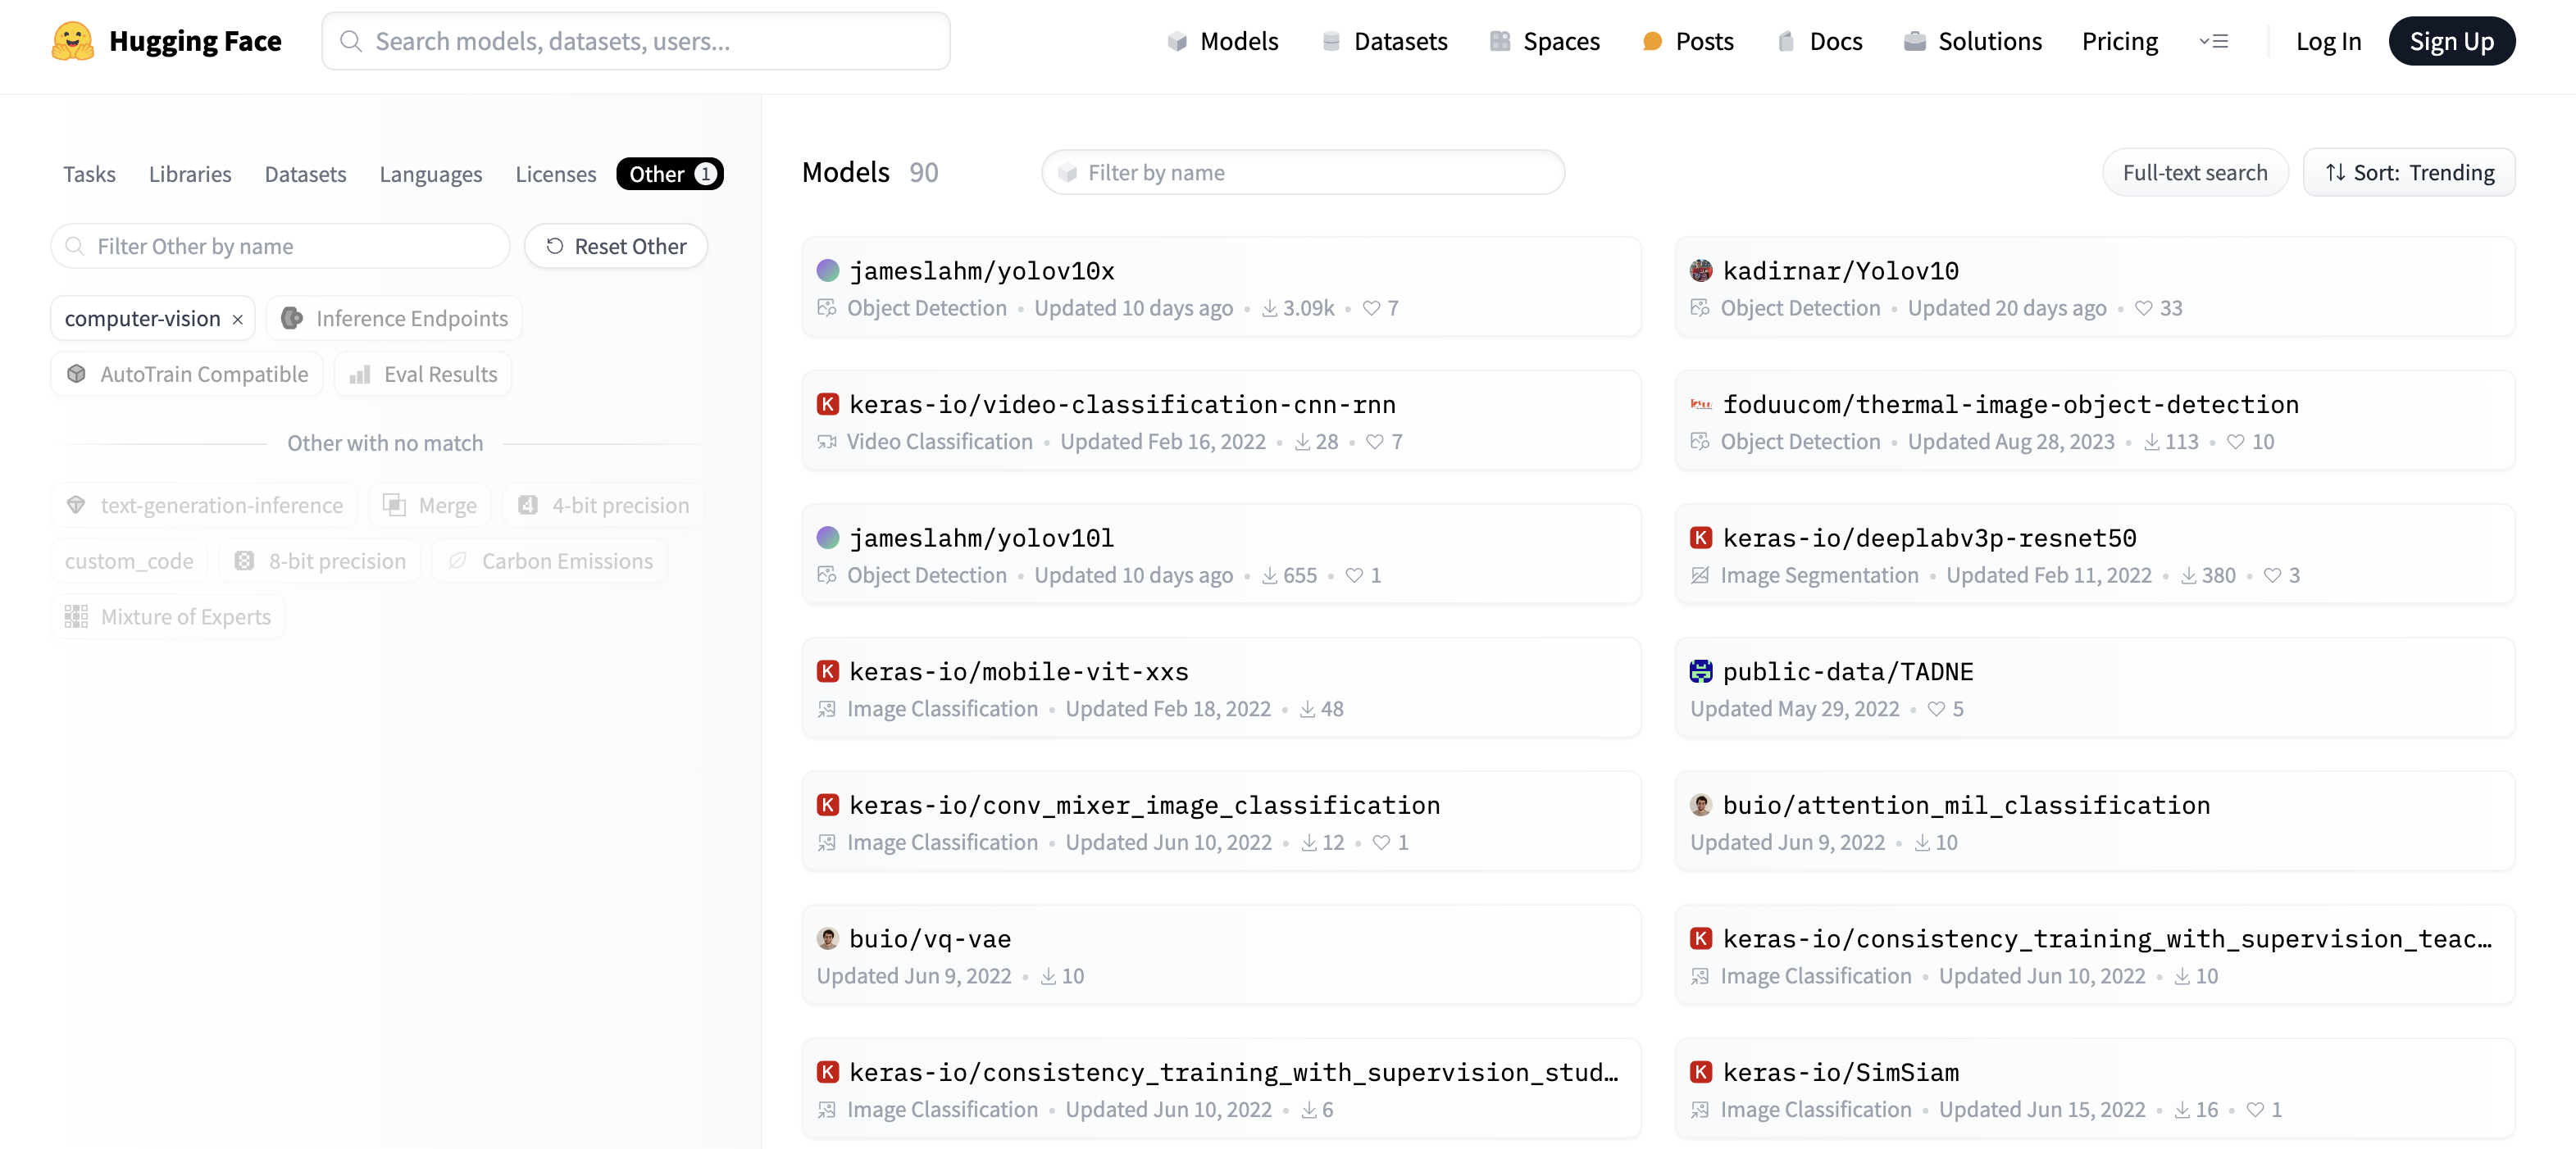 Hugging Face
Search models, datasets, users...
Models Datasets Spaces Posts Docs Solutions Pricing Log In Sign Up
Tasks Libraries Datasets Languages Licenses Other 1
Filter Other by name Reset Other
computer-vision × Inference Endpoints
AutoTrain Compatible Eval Results
Other with no match
text-generation-inference Merge 4 4-bit precision
custom_code 8 8-bit precision Carbon Emissions
Mixture of Experts
Models 90 Filter by name Full-text search Sort: Trending
jameslahm/yolov10x
Object Detection • Updated 10 days ago • 3.09k • 7
kadirnar/Yolov10
Object Detection • Updated 20 days ago • 33
K keras-io/video-classification-cnn-rnn
Video Classification • Updated Feb 16, 2022 • 28 • 7
foduucom/thermal-image-object-detection
Object Detection • Updated Aug 28, 2023 • 113 • 10
jameslahm/yolov10l
Object Detection • Updated 10 days ago • 655 • 1
K keras-io/deeplabv3p-resnet50
Image Segmentation • Updated Feb 11, 2022 • 380 • 3
K keras-io/mobile-vit-xxs
Image Classification • Updated Feb 18, 2022 • 48
public-data/TADNE
Updated May 29, 2022 • 5
K keras-io/conv_mixer_image_classification
Image Classification • Updated Jun 10, 2022 • 12 • 1
buio/attention_mil_classification
Updated Jun 9, 2022 • 10
buio/vq-vae
Updated Jun 9, 2022 • 10
K keras-io/consistency_training_with_supervision_teac…
Image Classification • Updated Jun 10, 2022 • 10
K keras-io/consistency_training_with_supervision_stud…
Image Classification • Updated Jun 10, 2022 • 6
K keras-io/SimSiam
Image Classification • Updated Jun 15, 2022 • 16 • 1